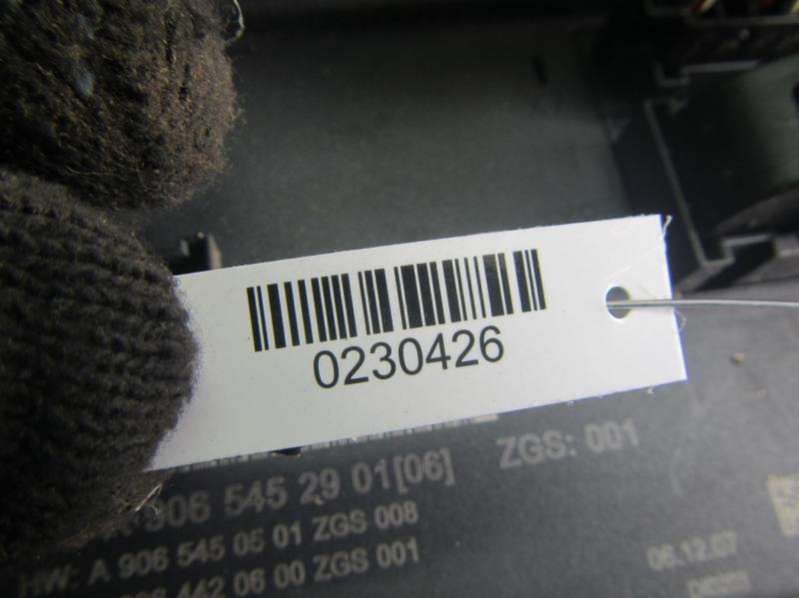 0230426
906 545 29 01[06] ZGS: 001
HW: A 906 545 05 01 ZGS 008
442 06 00 ZGS 001
06.12.07